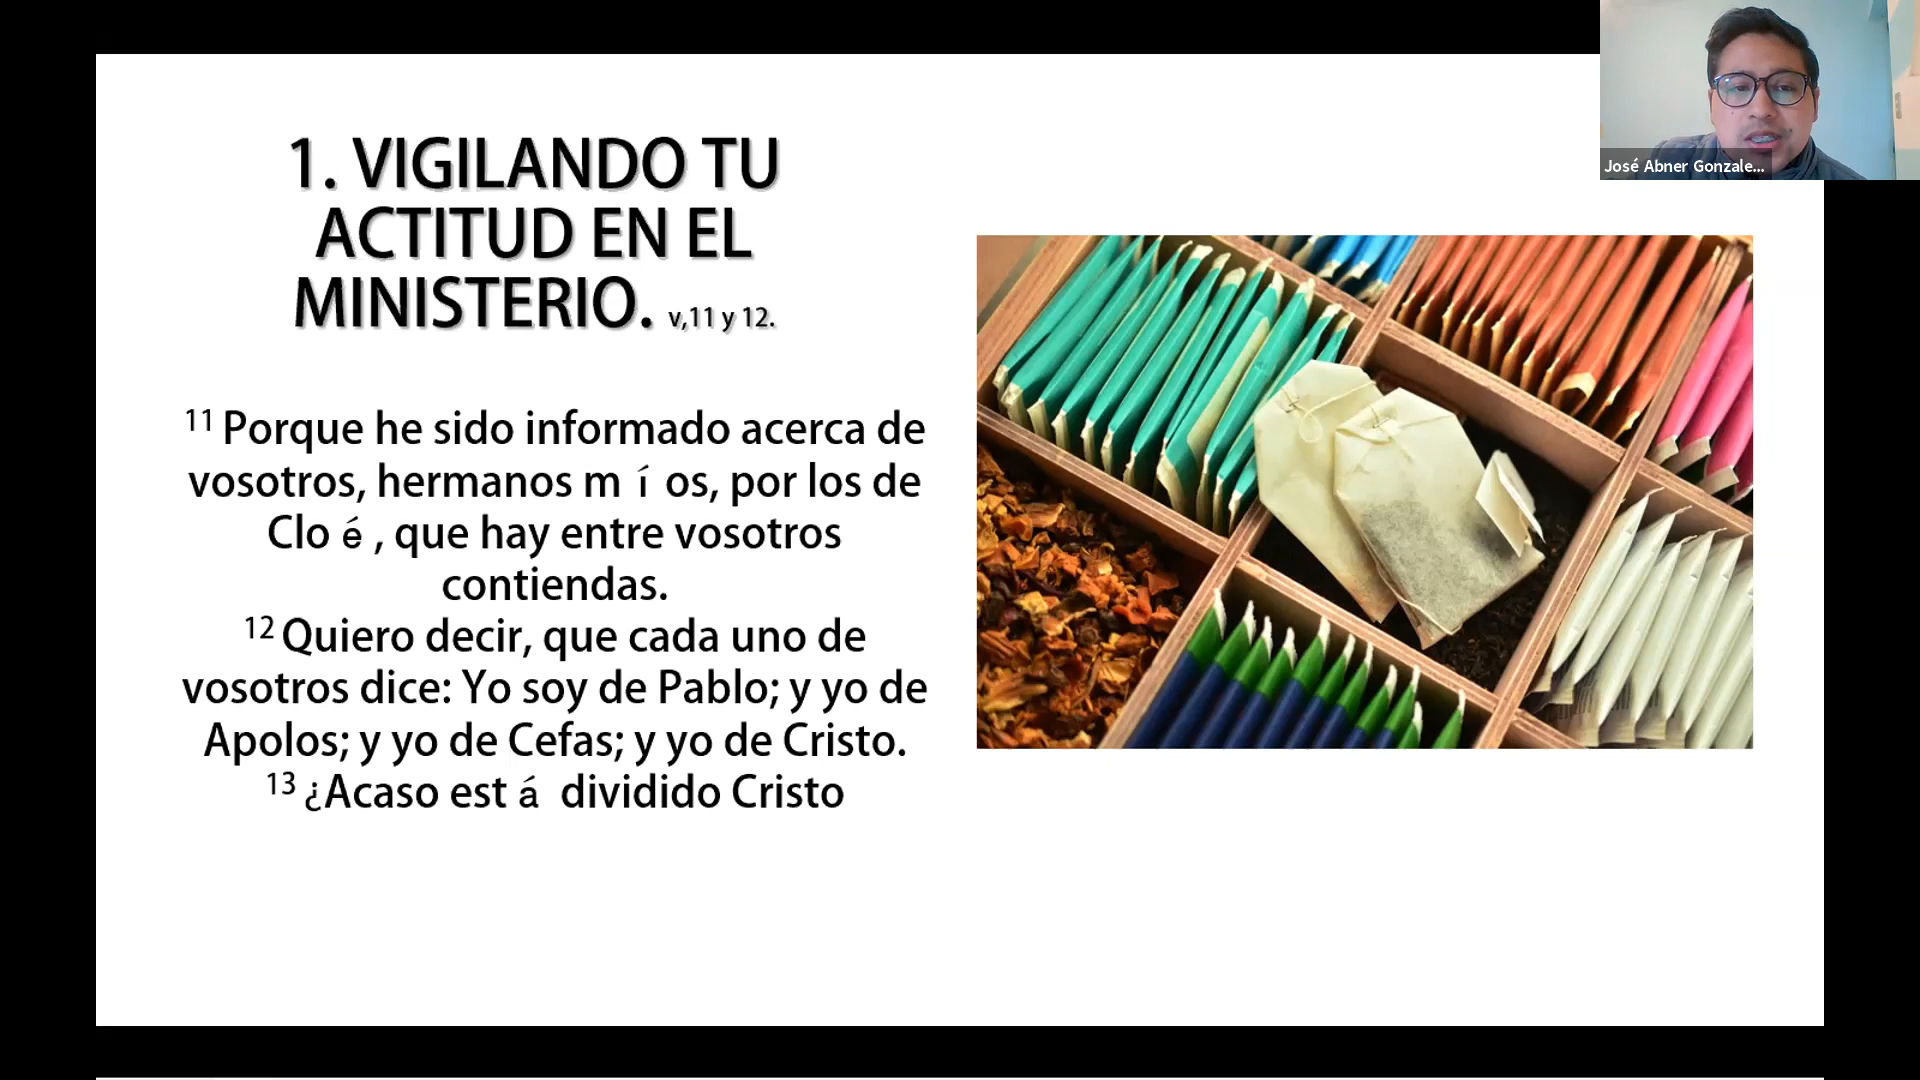 1. VIGILANDO TU
ACTITUD EN EL
MINISTERIO. v,11 y 12.
11 Porque he sido informado acerca de
vosotros, hermanos m í os, por los de
Clo é , que hay entre vosotros
contiendas.
12 Quiero decir, que cada uno de
vosotros dice: Yo soy de Pablo; y yo de
Apolos; y yo de Cefas; y yo de Cristo.
13 ¿Acaso est á dividido Cristo
José Abner Gonzale...